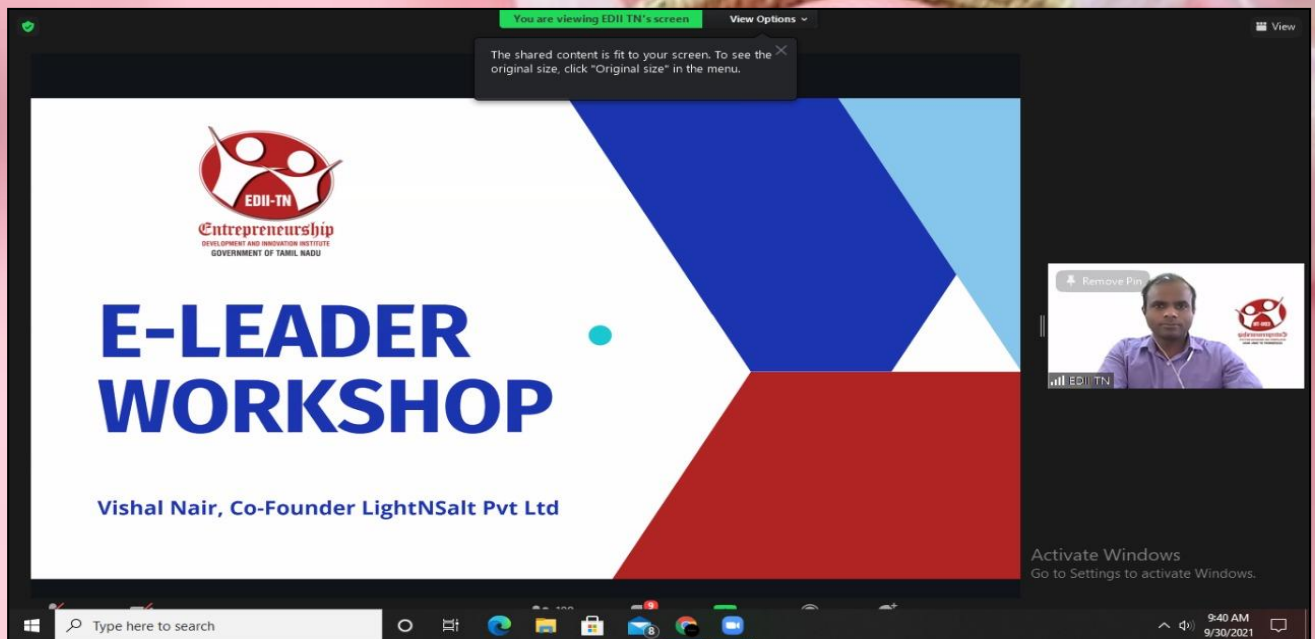 You are viewing EDII TN's screen
View Options
View
The shared content is fit to your screen. To see the
original size, click "Original size" in the menu.
EDII-TN
Entrepreneurship
DEVELOPMENT AND INNOVATION INSTITUTE
GOVERNMENT OF TAMIL NADU
E-LEADER
WORKSHOP
Vishal Nair, Co-Founder LightNSalt Pvt Ltd
Remove Pin
EDII TN
Activate Windows
Go to Settings to activate Windows.
9
Type here to search
8
9:40 AM
9/30/2021